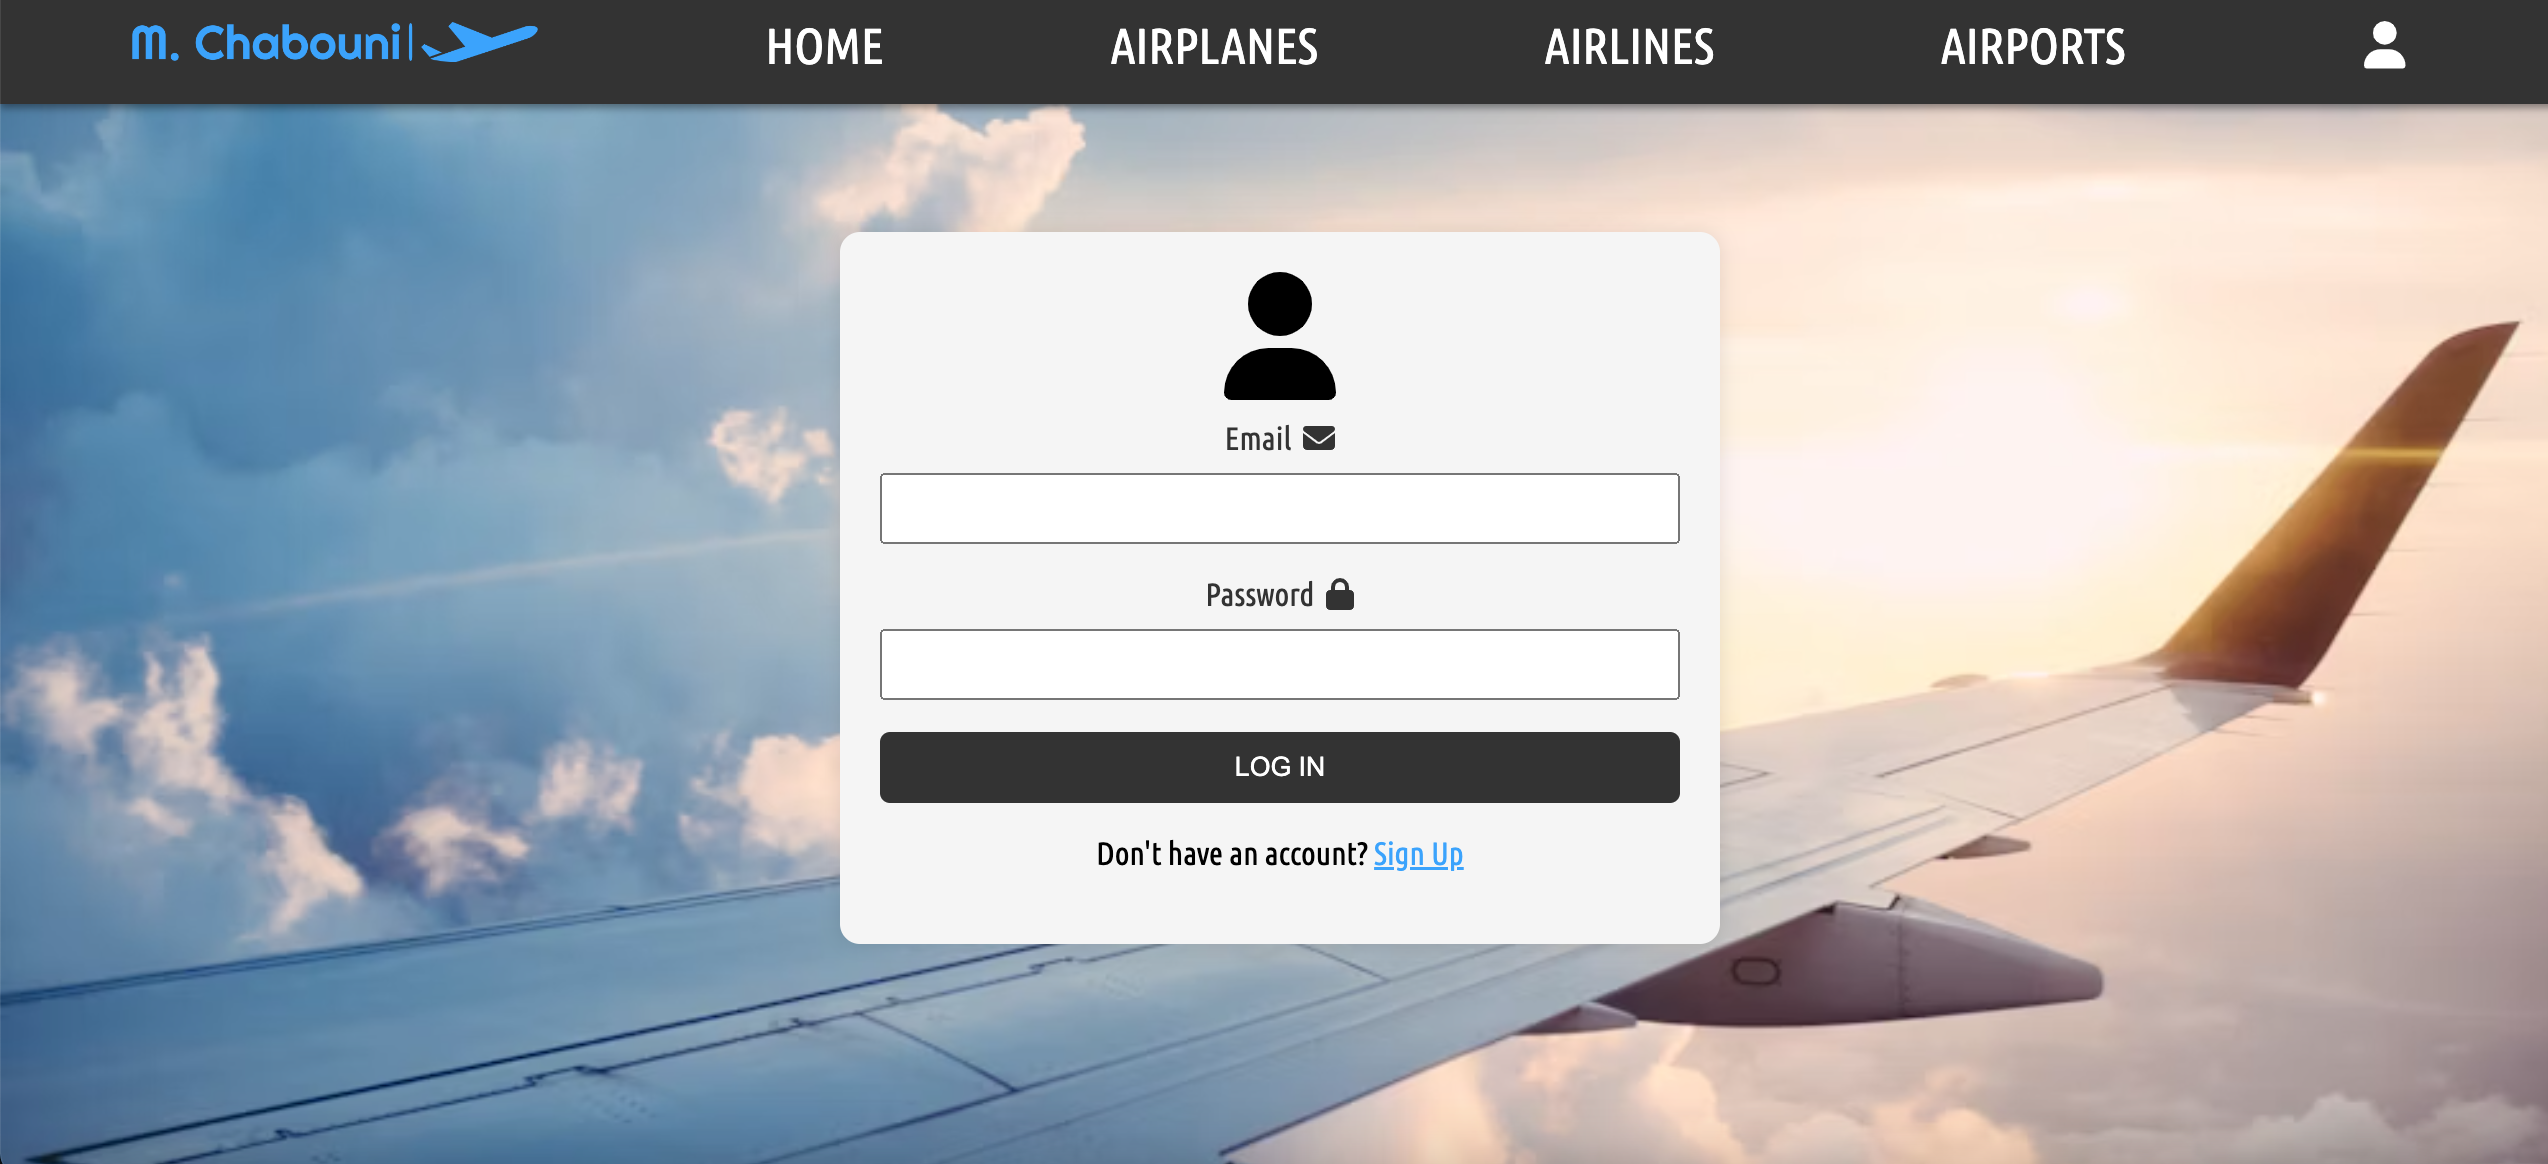 M. Chabouni
HOME
AIRPLANES
AIRLINES
AIRPORTS
Email
Password
LOG IN
Don't have an account? Sign Up